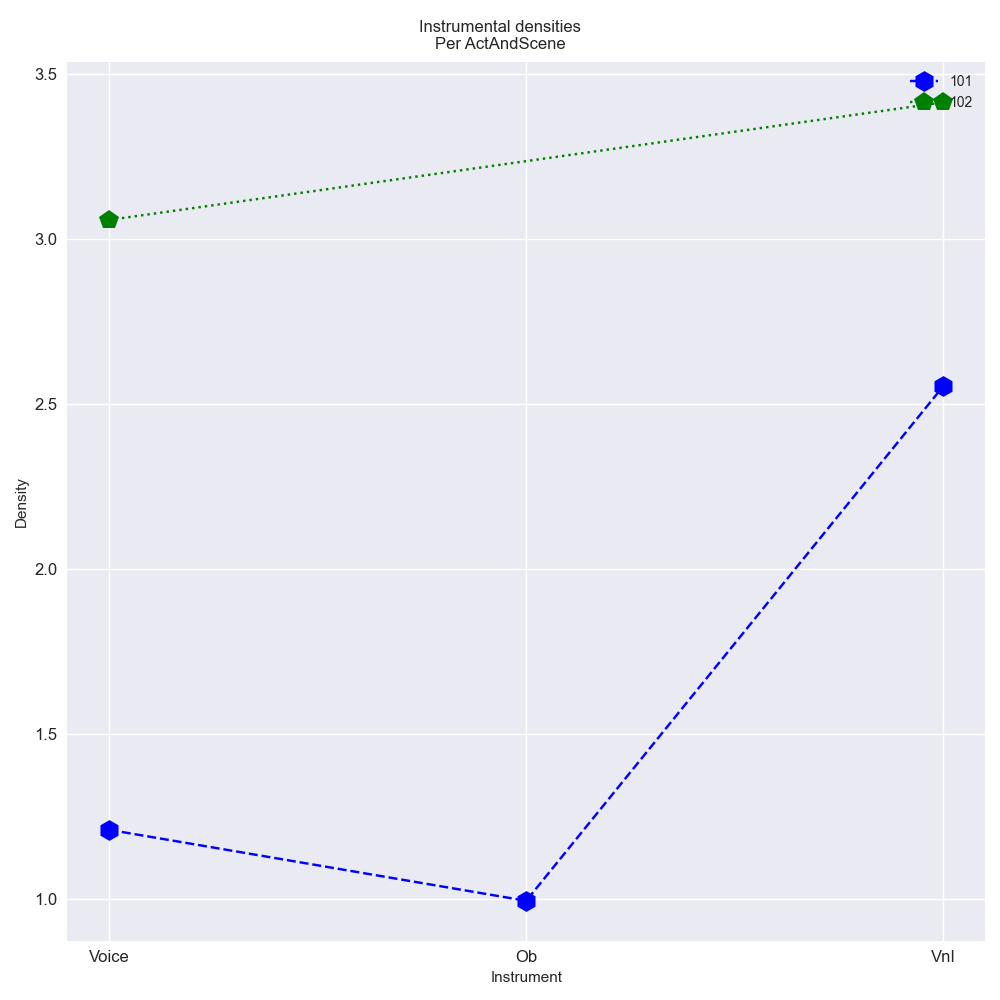 Instrumental densities
Per ActAndScene
3.5
3.0
2.5
2.0
1.5
1.0
Density
101
102
Voice
Ob
VnI
Instrument